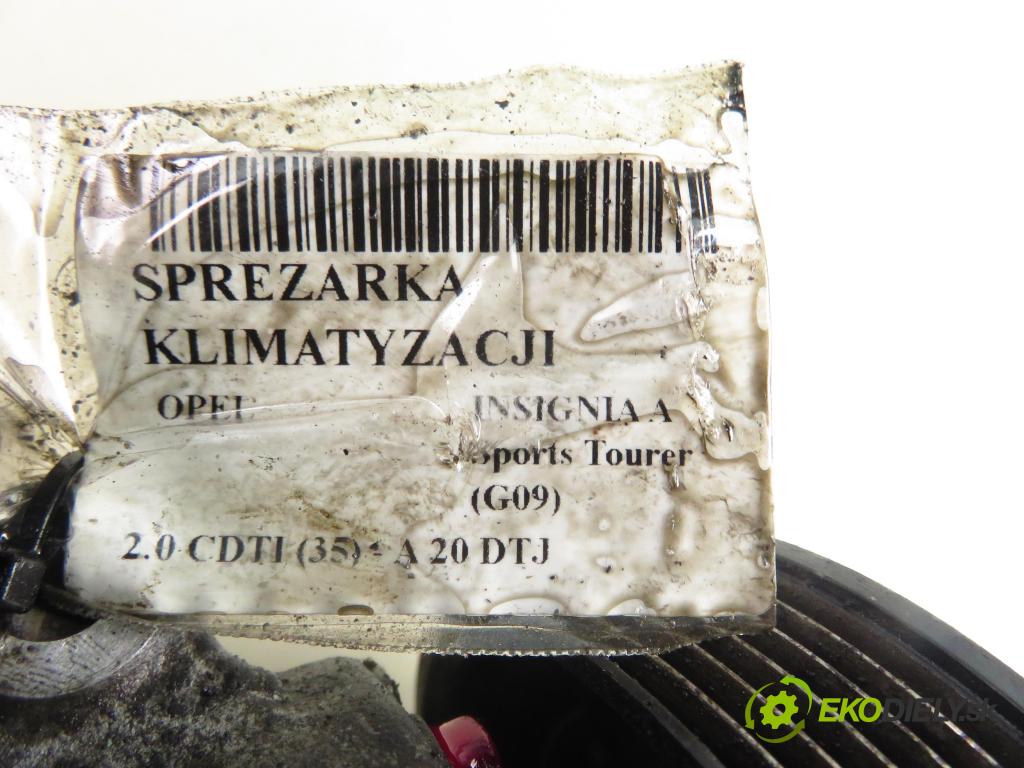 SPREZARKA
KLIMATYZACJI
OPEL INSIGNIA A
Sports Tourer
(G09)
2.0 CDTI (35) - A 20 DTJ
EKODIELY.sk